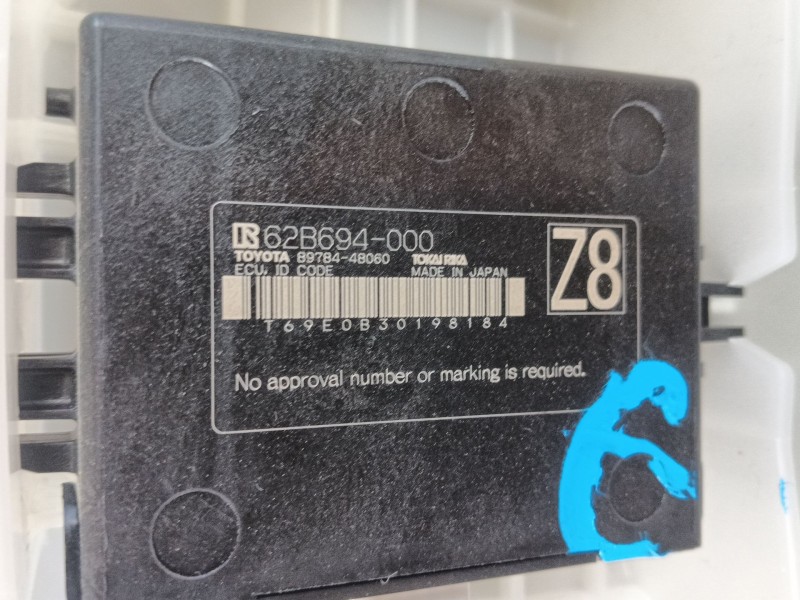 62B694-000
TOYOTA 89784-48060 TOKAI RIKA
ECU, ID CODE MADE IN JAPAN
Z8
T69E0B30198184
No approval number or marking is required.